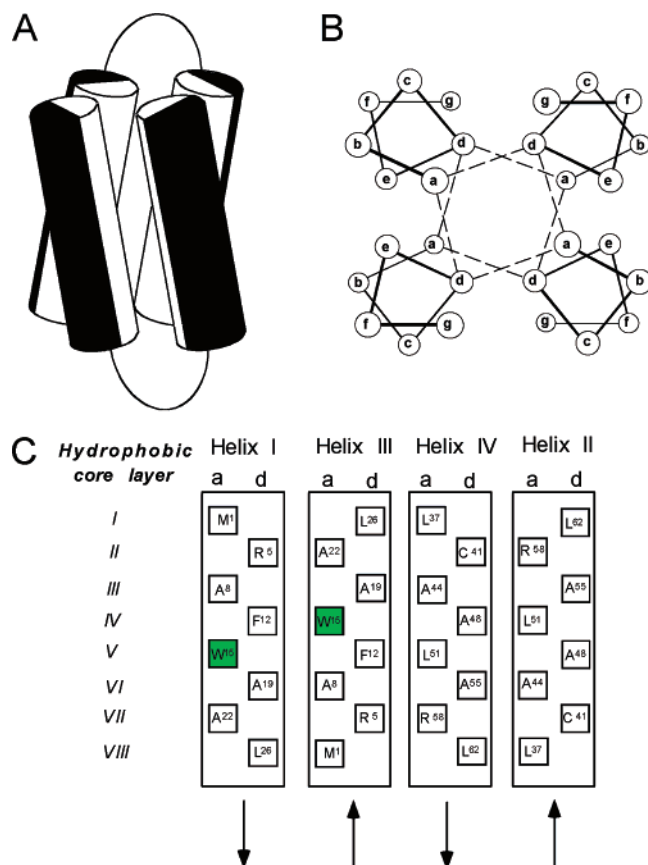 A
B
c c
f g g f
b d d b
e a a e
e a a e
b d d b
f g g f
c c
C
Hydrophobic core layer
Helix I Helix III Helix IV Helix II
a d a d a d a d
I M1 L26 L37 L62
II R5 A22 C41 R58
III A8 A19 A44 A55
IV F12 W15 A48 L51
V W15 F12 L51 A48
VI A19 A8 A55 A44
VII A22 R5 R58 C41
VIII L26 M1 L62 L37